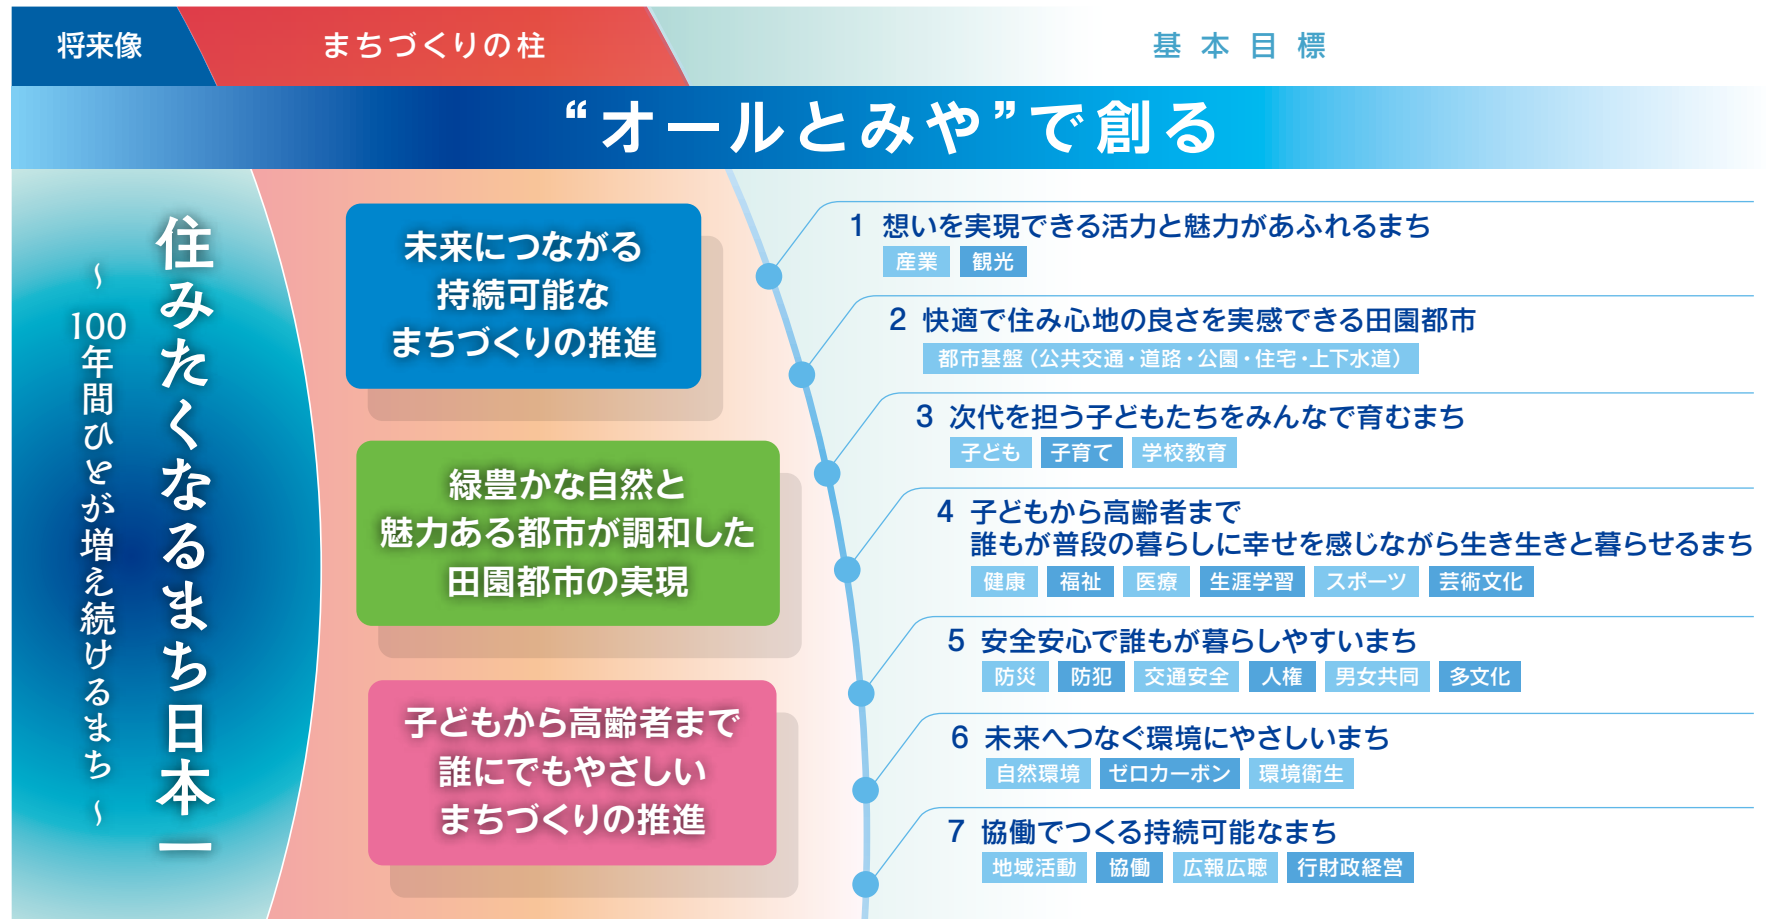 将来像
まちづくりの柱
基本目標
“オールとみや”で創る
住みたくなるまち日本一
～100年間ひとが増え続けるまち～
未来につながる
持続可能な
まちづくりの推進
緑豊かな自然と
魅力ある都市が調和した
田園都市の実現
子どもから高齢者まで
誰にでもやさしい
まちづくりの推進
1 想いを実現できる活力と魅力があふれるまち
産業 観光
2 快適で住み心地の良さを実感できる田園都市
都市基盤（公共交通・道路・公園・住宅・上下水道）
3 次代を担う子どもたちをみんなで育むまち
子ども 子育て 学校教育
4 子どもから高齢者まで
誰もが普段の暮らしに幸せを感じながら生き生きと暮らせるまち
健康 福祉 医療 生涯学習 スポーツ 芸術文化
5 安全安心で誰もが暮らしやすいまち
防災 防犯 交通安全 人権 男女共同 多文化
6 未来へつなぐ環境にやさしいまち
自然環境 ゼロカーボン 環境衛生
7 協働でつくる持続可能なまち
地域活動 協働 広報広聴 行財政経営